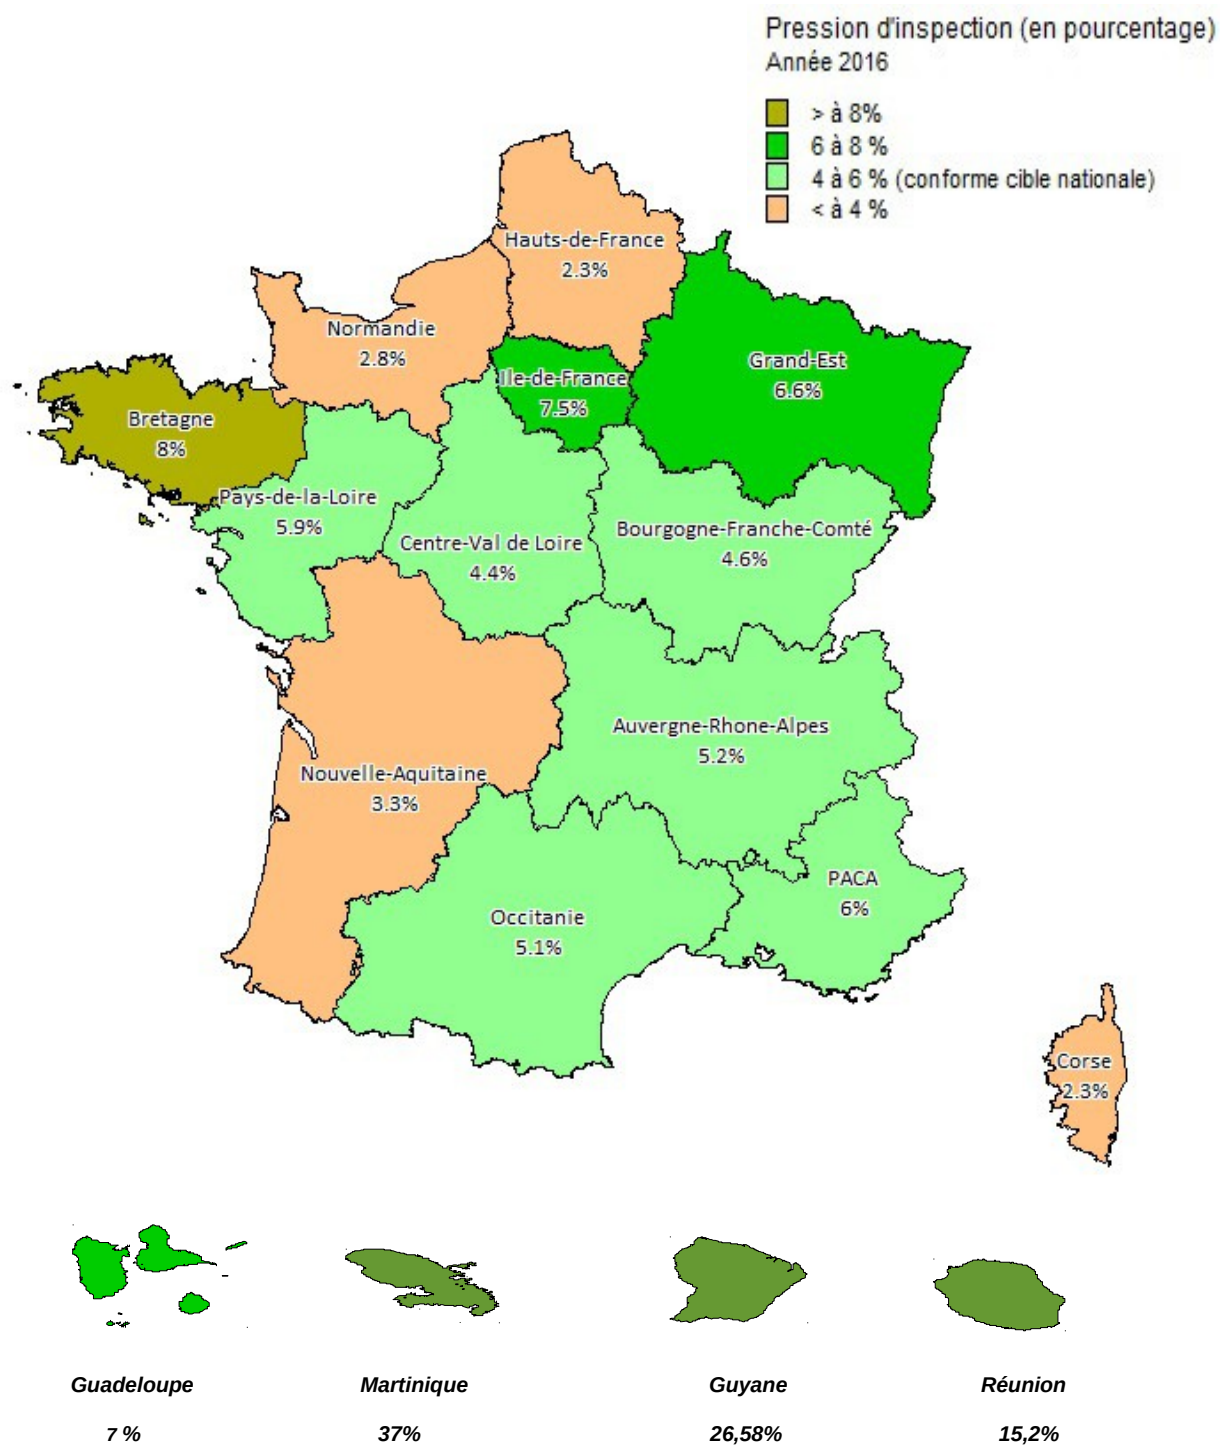 Pression d'inspection (en pourcentage)
Année 2016
> à 8%
6 à 8 %
4 à 6 % (conforme cible nationale)
< à 4 %
Hauts-de-France
2.3%
Normandie
2.8%
Ile-de-France
7.5%
Grand-Est
6.6%
Bretagne
8%
Pays-de-la-Loire
5.9%
Centre-Val de Loire
4.4%
Bourgogne-Franche-Comté
4.6%
Auvergne-Rhone-Alpes
5.2%
Nouvelle-Aquitaine
3.3%
PACA
6%
Occitanie
5.1%
Corse
2.3%
Guadeloupe Martinique Guyane Réunion
7 % 37% 26,58% 15,2%